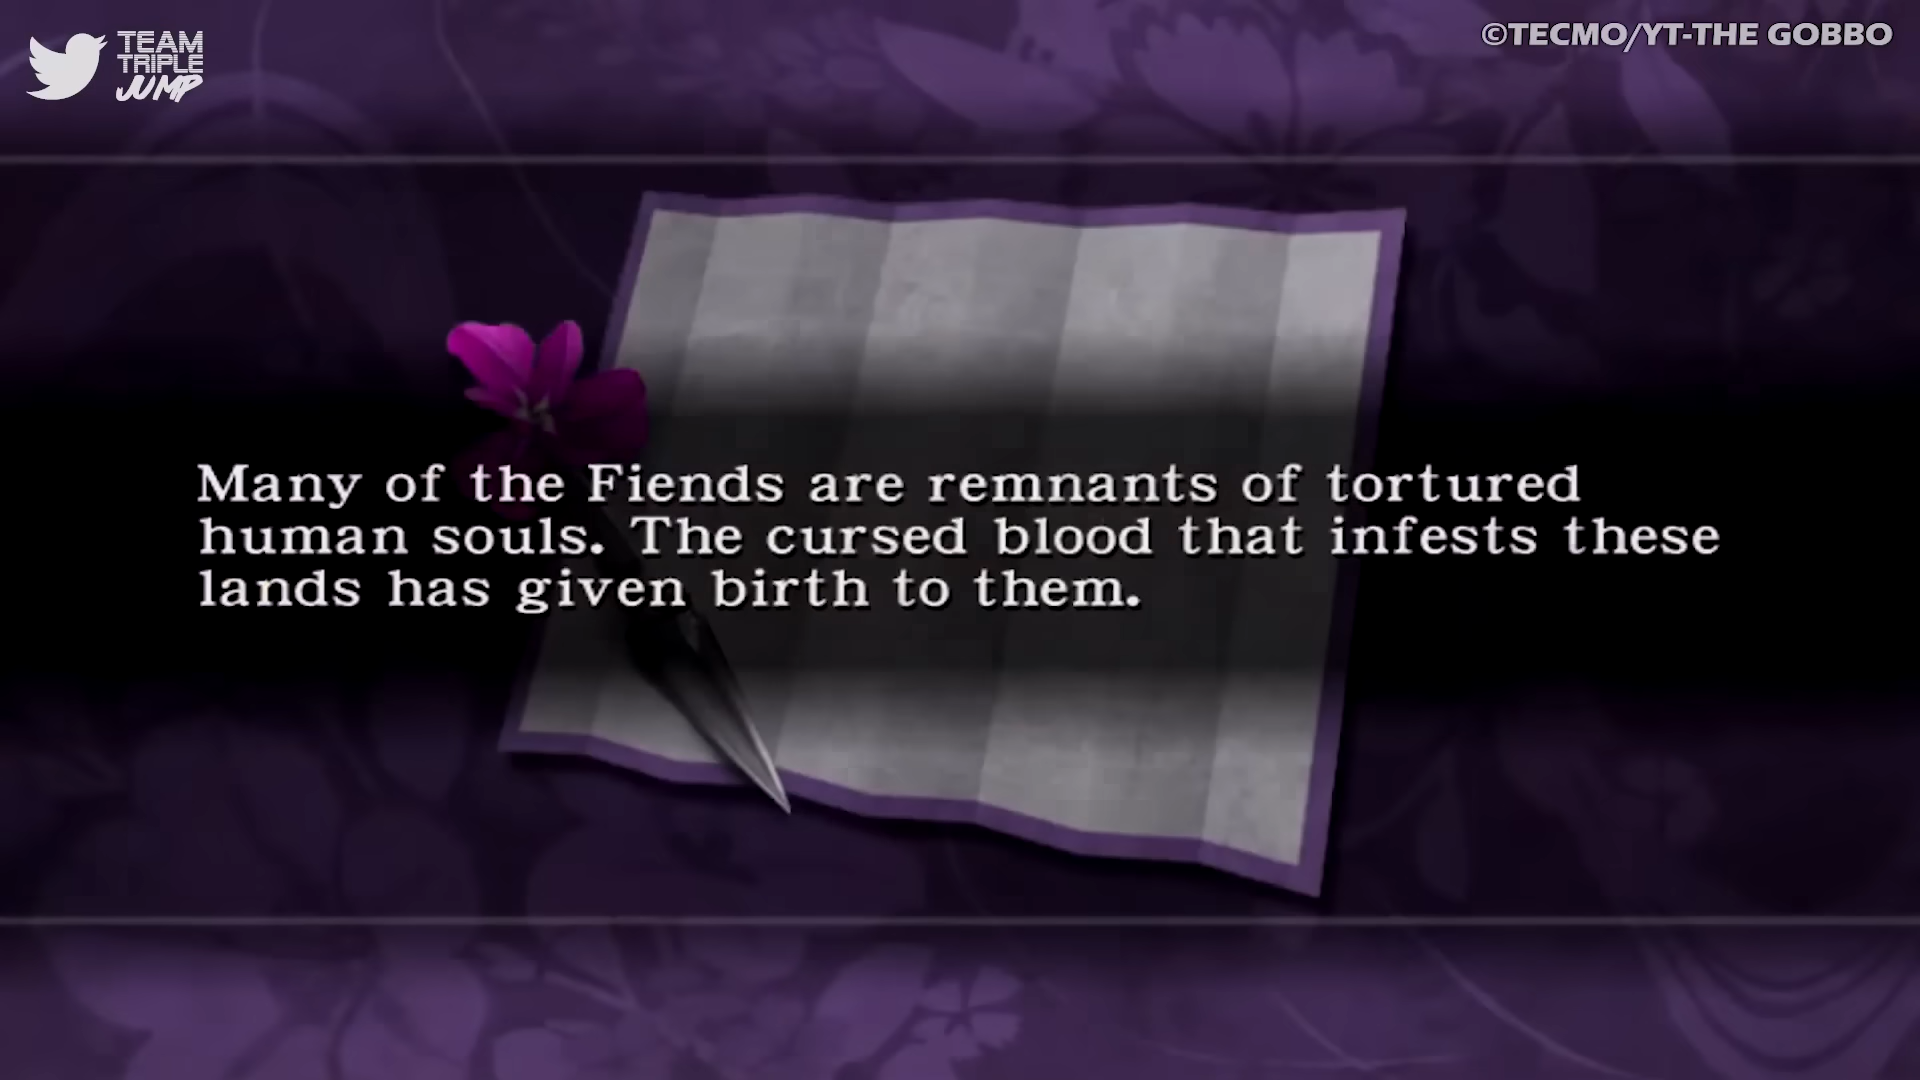 TEAM
TRIPLE
JUMP
©TECMO/YT-THE GOBBO
Many of the Fiends are remnants of tortured
human souls. The cursed blood that infests these
lands has given birth to them.